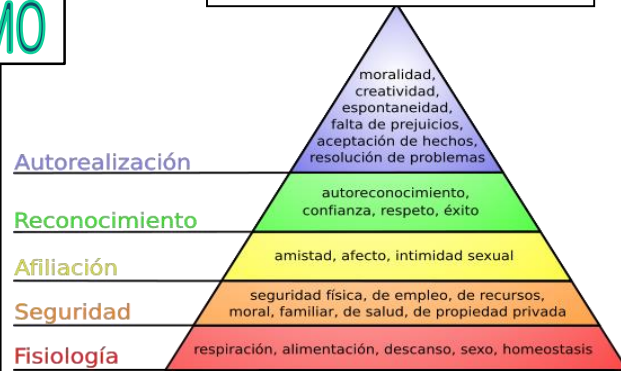 MO
moralidad,
creatividad,
espontaneidad,
falta de prejuicios,
aceptación de hechos,
resolución de problemas
Autorealización
autoreconocimiento,
confianza, respeto, éxito
Reconocimiento
amistad, afecto, intimidad sexual
Afiliación
seguridad física, de empleo, de recursos,
moral, familiar, de salud, de propiedad privada
Seguridad
respiración, alimentación, descanso, sexo, homeostasis
Fisiología